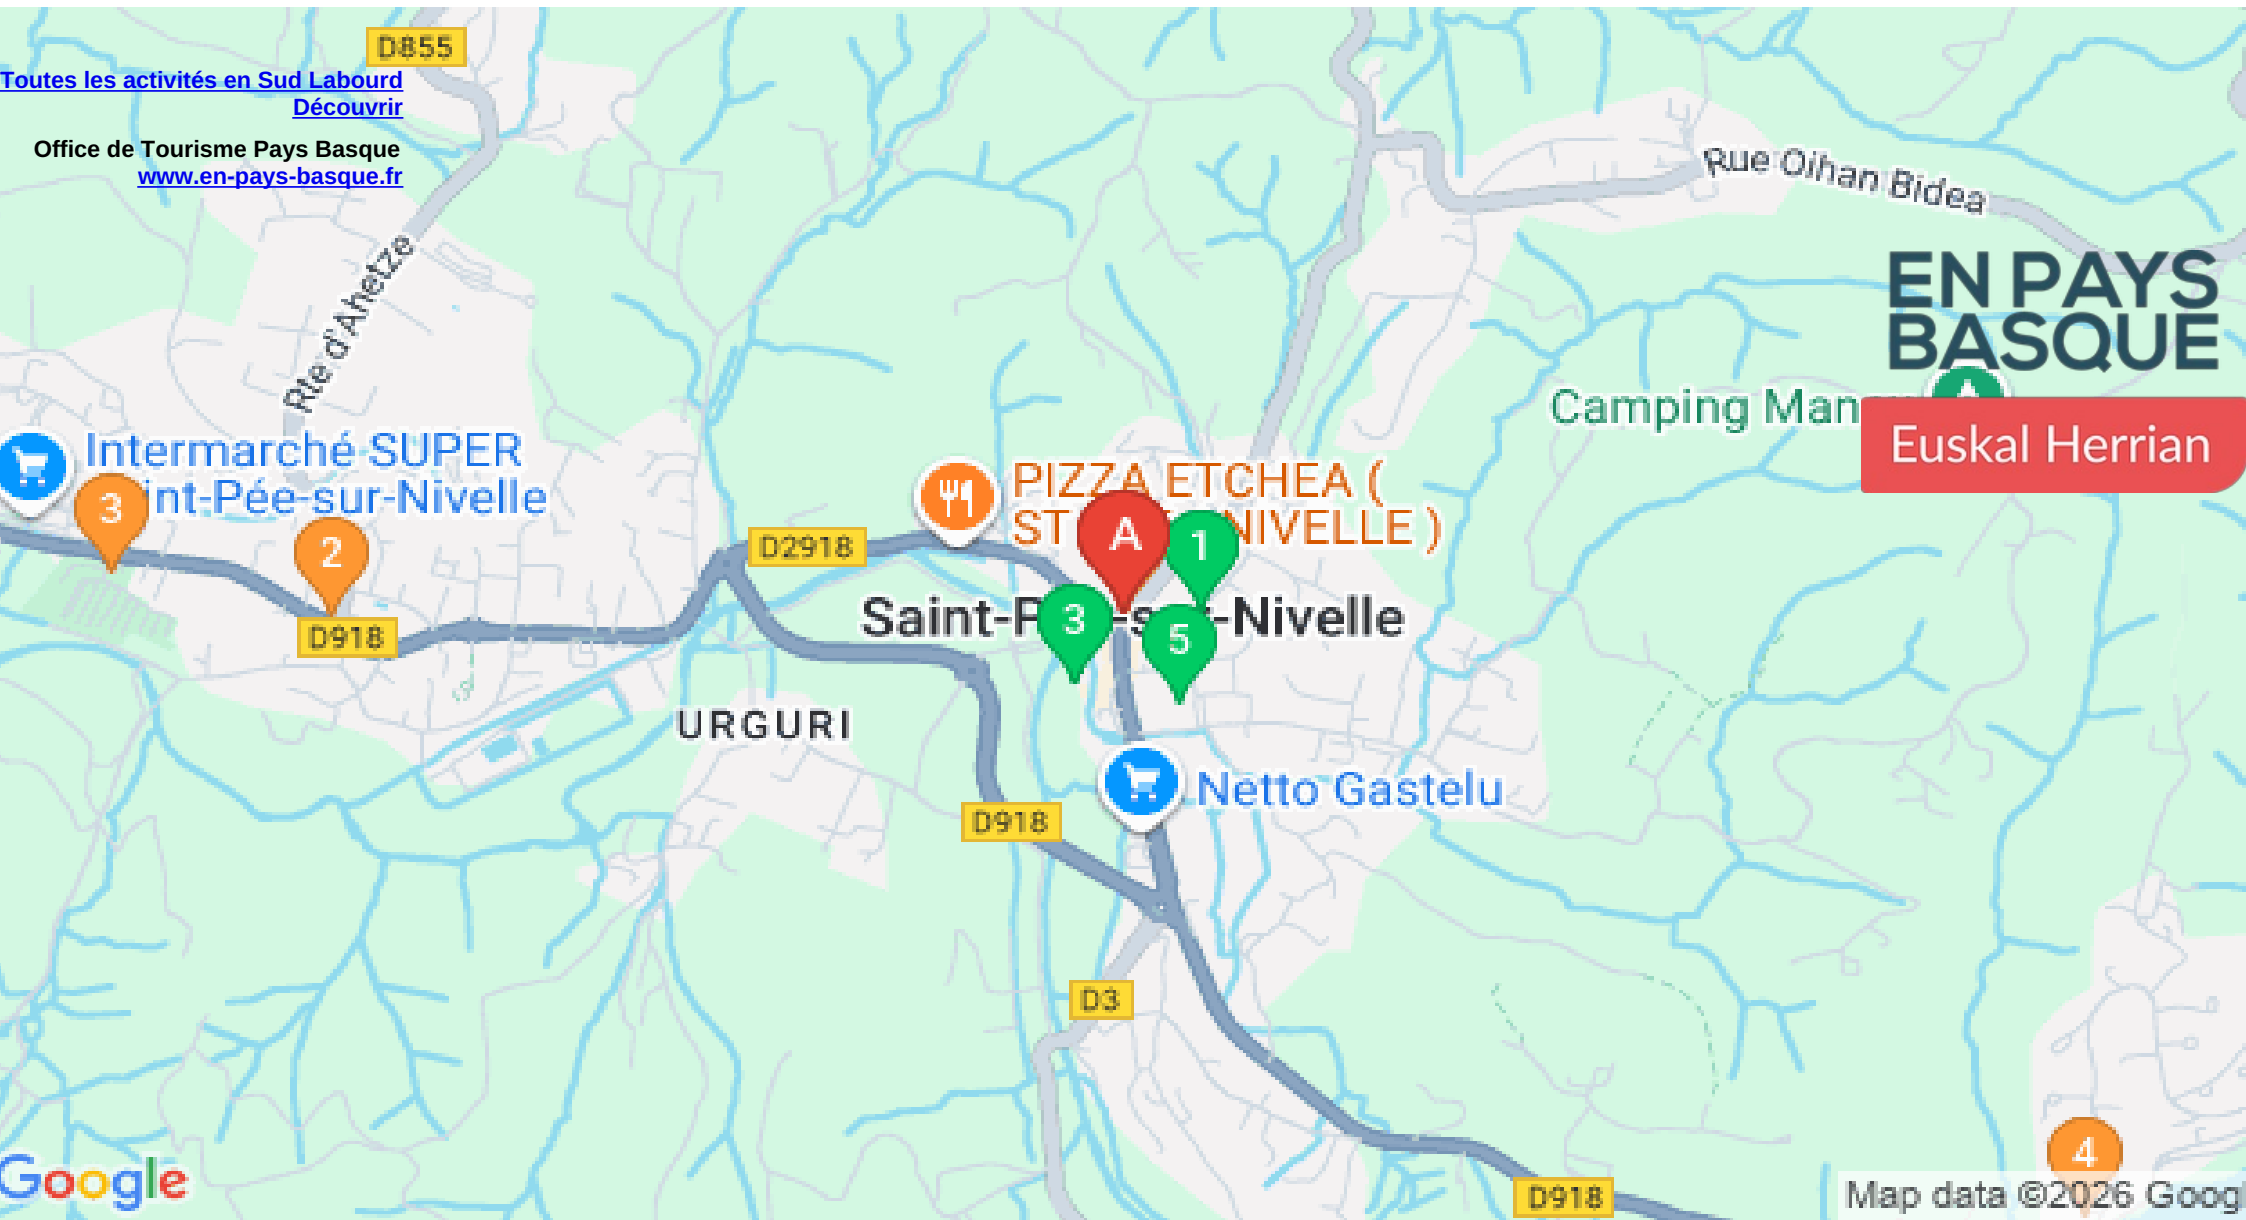 D855
Toutes les activités en Sud Labourd
Découvrir
Office de Tourisme Pays Basque
www.en-pays-basque.fr
Rue Oihan Bidea
Rte d'Ahetze
EN PAYS
BASQUE
Euskal Herrian
Camping Man
Intermarché SUPER
int-Pée-sur-Nivelle
3
2
D918
D2918
PIZZA ETCHEA (
ST NIVELLE )
A
1
Saint-P -s -Nivelle
3
5
URGURI
Netto Gastelu
D918
D3
4
D918
Google
Map data ©2026 Googl